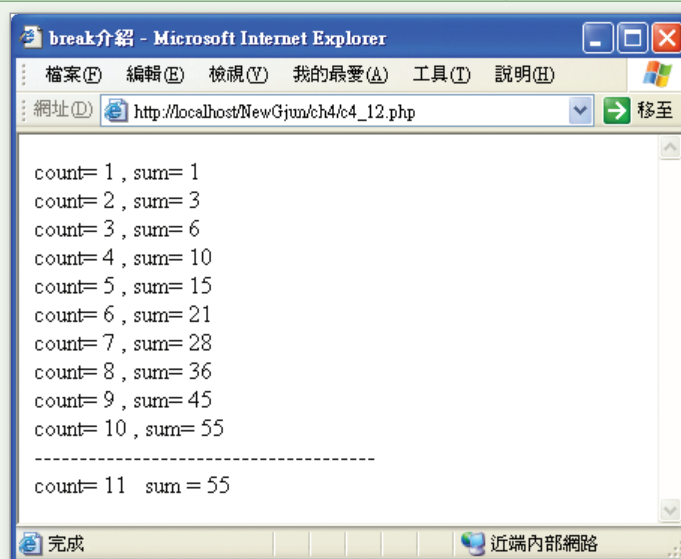 break介紹 - Microsoft Internet Explorer
檔案(F) 編輯(E) 檢視(V) 我的最愛(A) 工具(T) 說明(H)
網址(D) http://localhost/NewGjun/ch4/c4_12.php 移至
count= 1 , sum= 1
count= 2 , sum= 3
count= 3 , sum= 6
count= 4 , sum= 10
count= 5 , sum= 15
count= 6 , sum= 21
count= 7 , sum= 28
count= 8 , sum= 36
count= 9 , sum= 45
count= 10 , sum= 55
--------------------------------------
count= 11 sum = 55
完成 近端內部網路